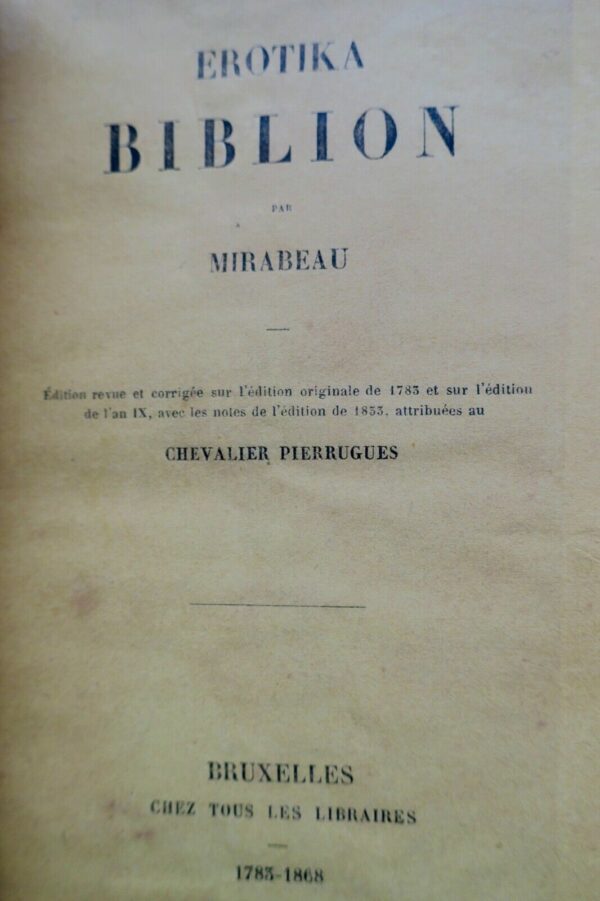 EROTIKA
BIBLION
PAR
MIRABEAU
Édition revue et corrigée sur l'édition originale de 1783 et sur l'édition
de l'an IX, avec les notes de l'édition de 1833, attribuées au
CHEVALIER PIERRUGUES
BRUXELLES
CHEZ TOUS LES LIBRAIRES
1783-1868